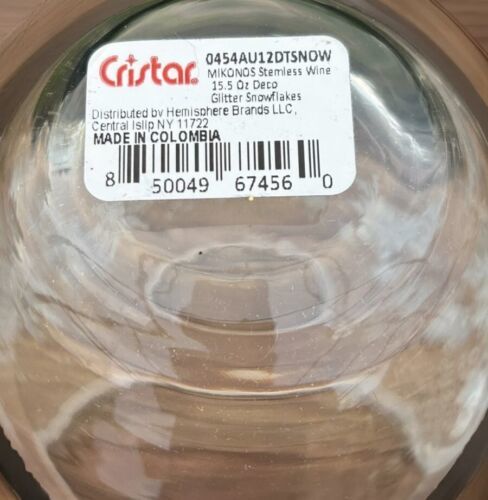 Cristar® 0454AU12DTSNOW
MIKONOS Stemless Wine
15.5 Oz Deco
Glitter Snowflakes
Distributed by Hemisphere Brands LLC,
Central Islip NY 11722
MADE IN COLOMBIA
8 50049 67456 0